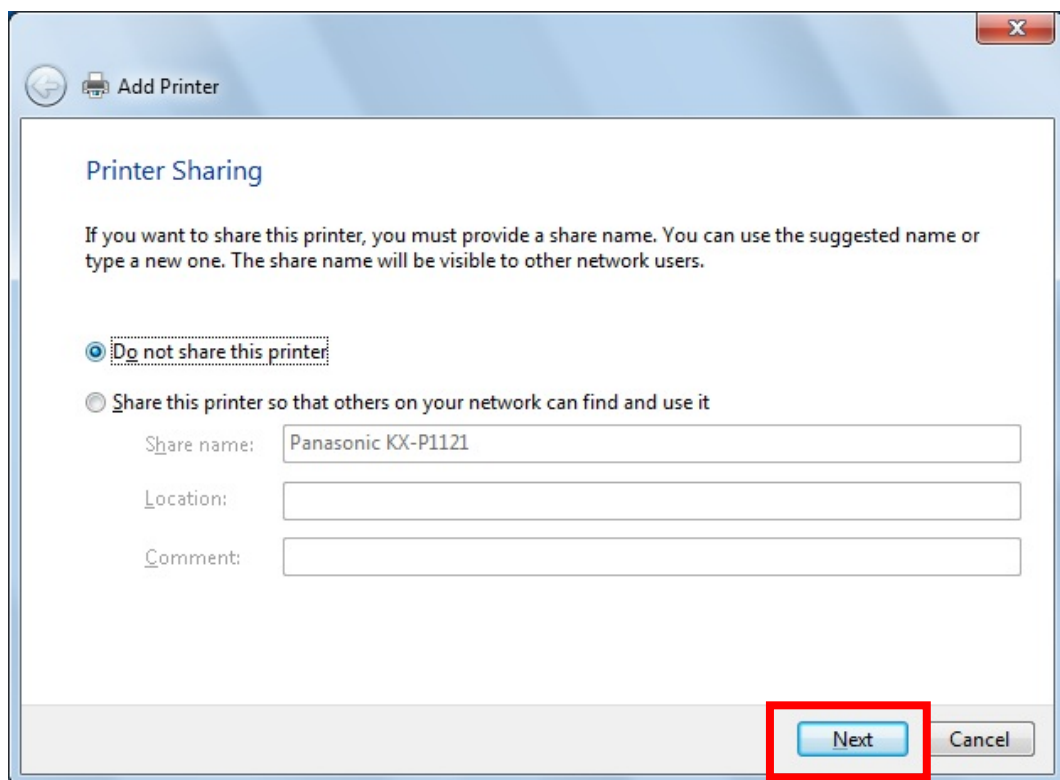 X
Add Printer
Printer Sharing
If you want to share this printer, you must provide a share name. You can use the suggested name or
type a new one. The share name will be visible to other network users.
Do not share this printer
Share this printer so that others on your network can find and use it
Share name: Panasonic KX-P1121
Location:
Comment:
Next Cancel